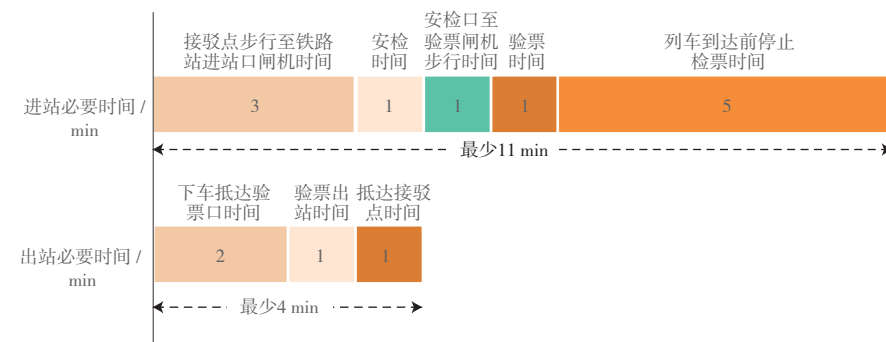 接驳点步行至铁路
站进站口闸机时间
安检
时间
安检口至
验票闸机
步行时间
验票
时间
列车到达前停止
检票时间
进站必要时间 /
min
3
1
1
1
5
最少11 min
下车抵达验
票口时间
验票出
站时间
抵达接驳
点时间
出站必要时间 /
min
2
1
1
最少4 min